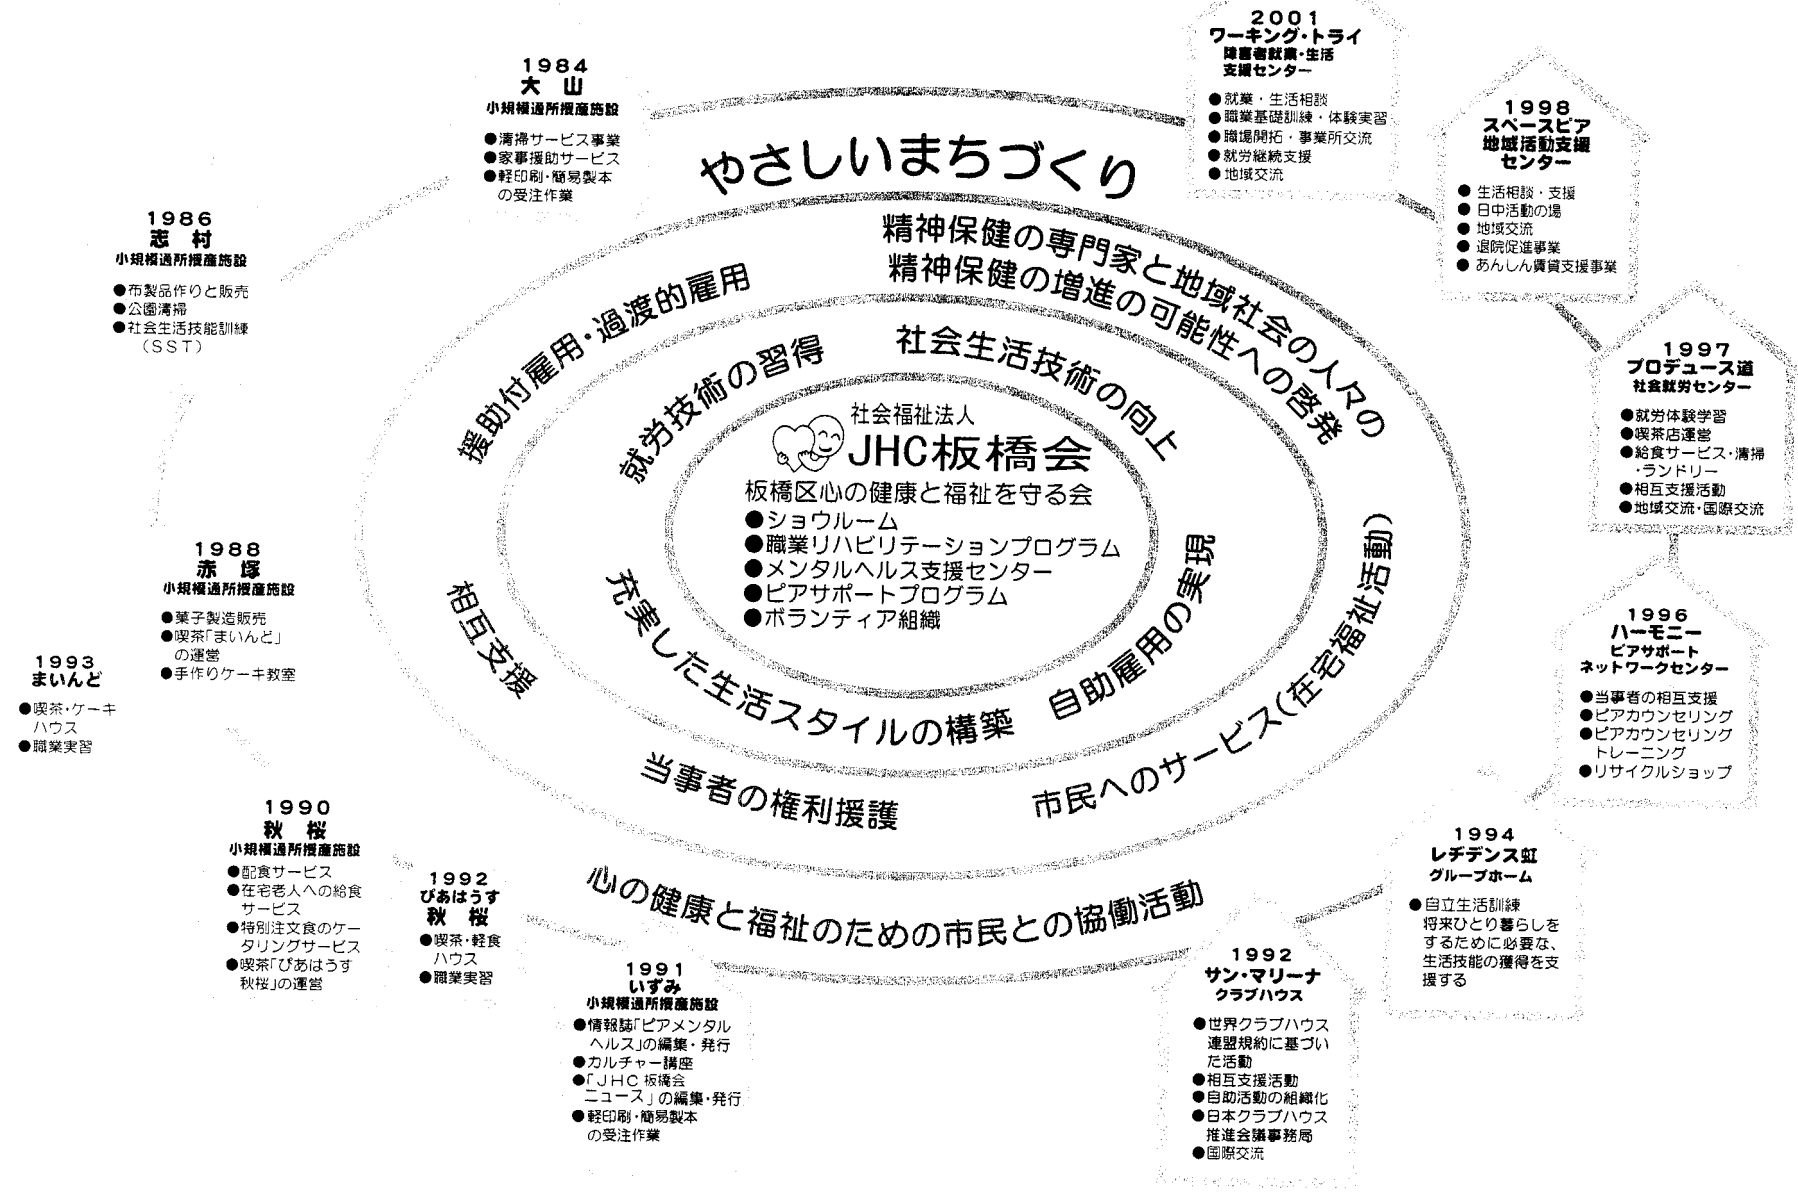 やさしいまちづくり
精神保健の専門家と地域社会の人々の
精神保健の増進の可能性への啓発
援助付雇用・過渡的雇用
就労技術の習得
社会生活技術の向上
社会福祉法人
JHC板橋会
板橋区心の健康と福祉を守る会
●ショウルーム
●職業リハビリテーションプログラム
●メンタルヘルス支援センター
●ピアサポートプログラム
●ボランティア組織
充実した生活スタイルの構築
自助雇用の実現
相互支援
当事者の権利援護
市民へのサービス(在宅福祉活動)
心の健康と福祉のための市民との協働活動
1984
大山
小規模通所授産施設
●清掃サービス事業
●家事援助サービス
●軽印刷・簡易製本
の受注作業
1986
志村
小規模通所授産施設
●布製品作りと販売
●公園清掃
●社会生活技能訓練
(SST)
1988
赤塚
小規模通所授産施設
●菓子製造販売
●喫茶「まいんど」
の運営
●手作りケーキ教室
1993
まいんど
●喫茶・ケーキ
ハウス
●職業実習
1990
秋桜
小規模通所授産施設
●配食サービス
●在宅老人への給食
サービス
●特別注文食のケー
タリングサービス
●喫茶「ぴあはうす
秋桜」の運営
1992
ぴあはうす
秋桜
●喫茶・軽食
ハウス
●職業実習
1991
いずみ
小規模通所授産施設
●情報誌「ピアメンタル
ヘルス」の編集・発行
●カルチャー講座
●「JHC板橋会
ニュース」の編集・発行
●軽印刷・簡易製本
の受注作業
1992
サン・マリーナ
クラブハウス
●世界クラブハウス
連盟規約に基づい
た活動
●相互支援活動
●自助活動の組織化
●日本クラブハウス
推進会議事務局
●国際交流
1994
レヂデンス虹
グループホーム
●自立生活訓練
将来ひとり暮らしを
するために必要な、
生活技能の獲得を支
援する
1996
ハーモニー
ピアサポート
ネットワークセンター
●当事者の相互支援
●ピアカウンセリング
●ピアカウンセリング
トレーニング
●リサイクルショップ
1997
プロデュース道
社会就労センター
●就労体験学習
●喫茶店運営
●給食サービス・清掃
・ランドリー
●相互支援活動
●地域交流・国際交流
1998
スペースピア
地域活動支援
センター
●生活相談・支援
●日中活動の場
●地域交流
●退院促進事業
●あんしん賃貸支援事業
2001
ワーキング・トライ
障害者就業・生活
支援センター
●就業・生活相談
●職業基礎訓練・体験実習
●職場開拓・事業所交流
●就労継続支援
●地域交流